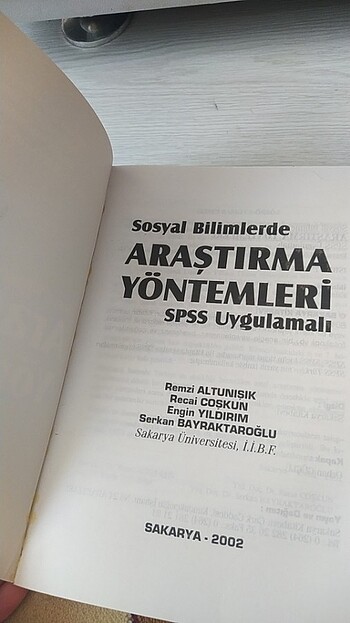 Sosyal Bilimlerde
ARAŞTIRMA
YÖNTEMLERİ
SPSS Uygulamalı
Remzi ALTUNIŞIK
Recai COŞKUN
Engin YILDIRIM
Serkan BAYRAKTAROĞLU
Sakarya Üniversitesi, İ.İ.B.F.
SAKARYA - 2002